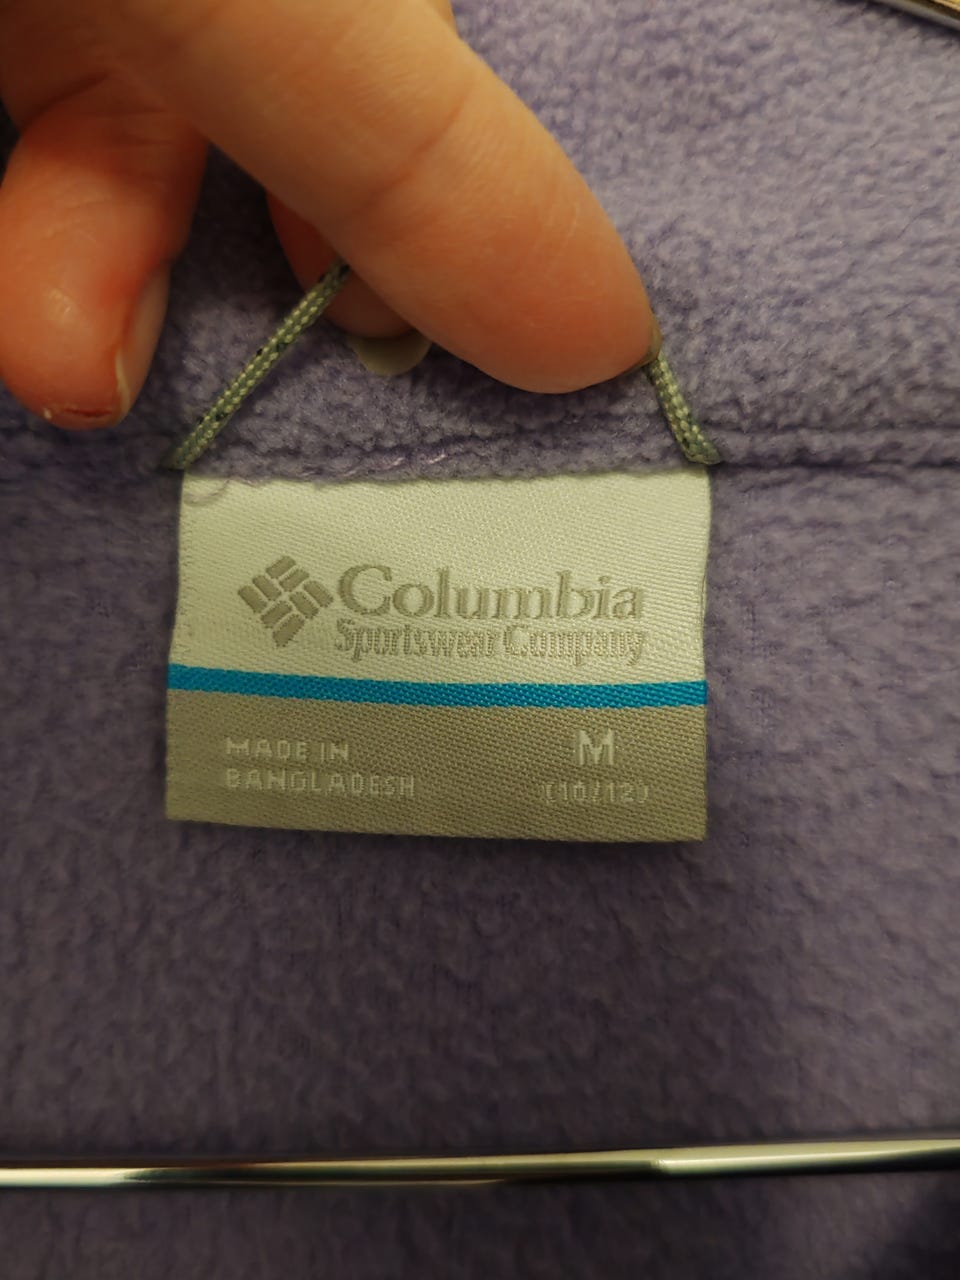 Columbia
Sportswear Company
MADE IN
BANGLADESH
M
(10/12)